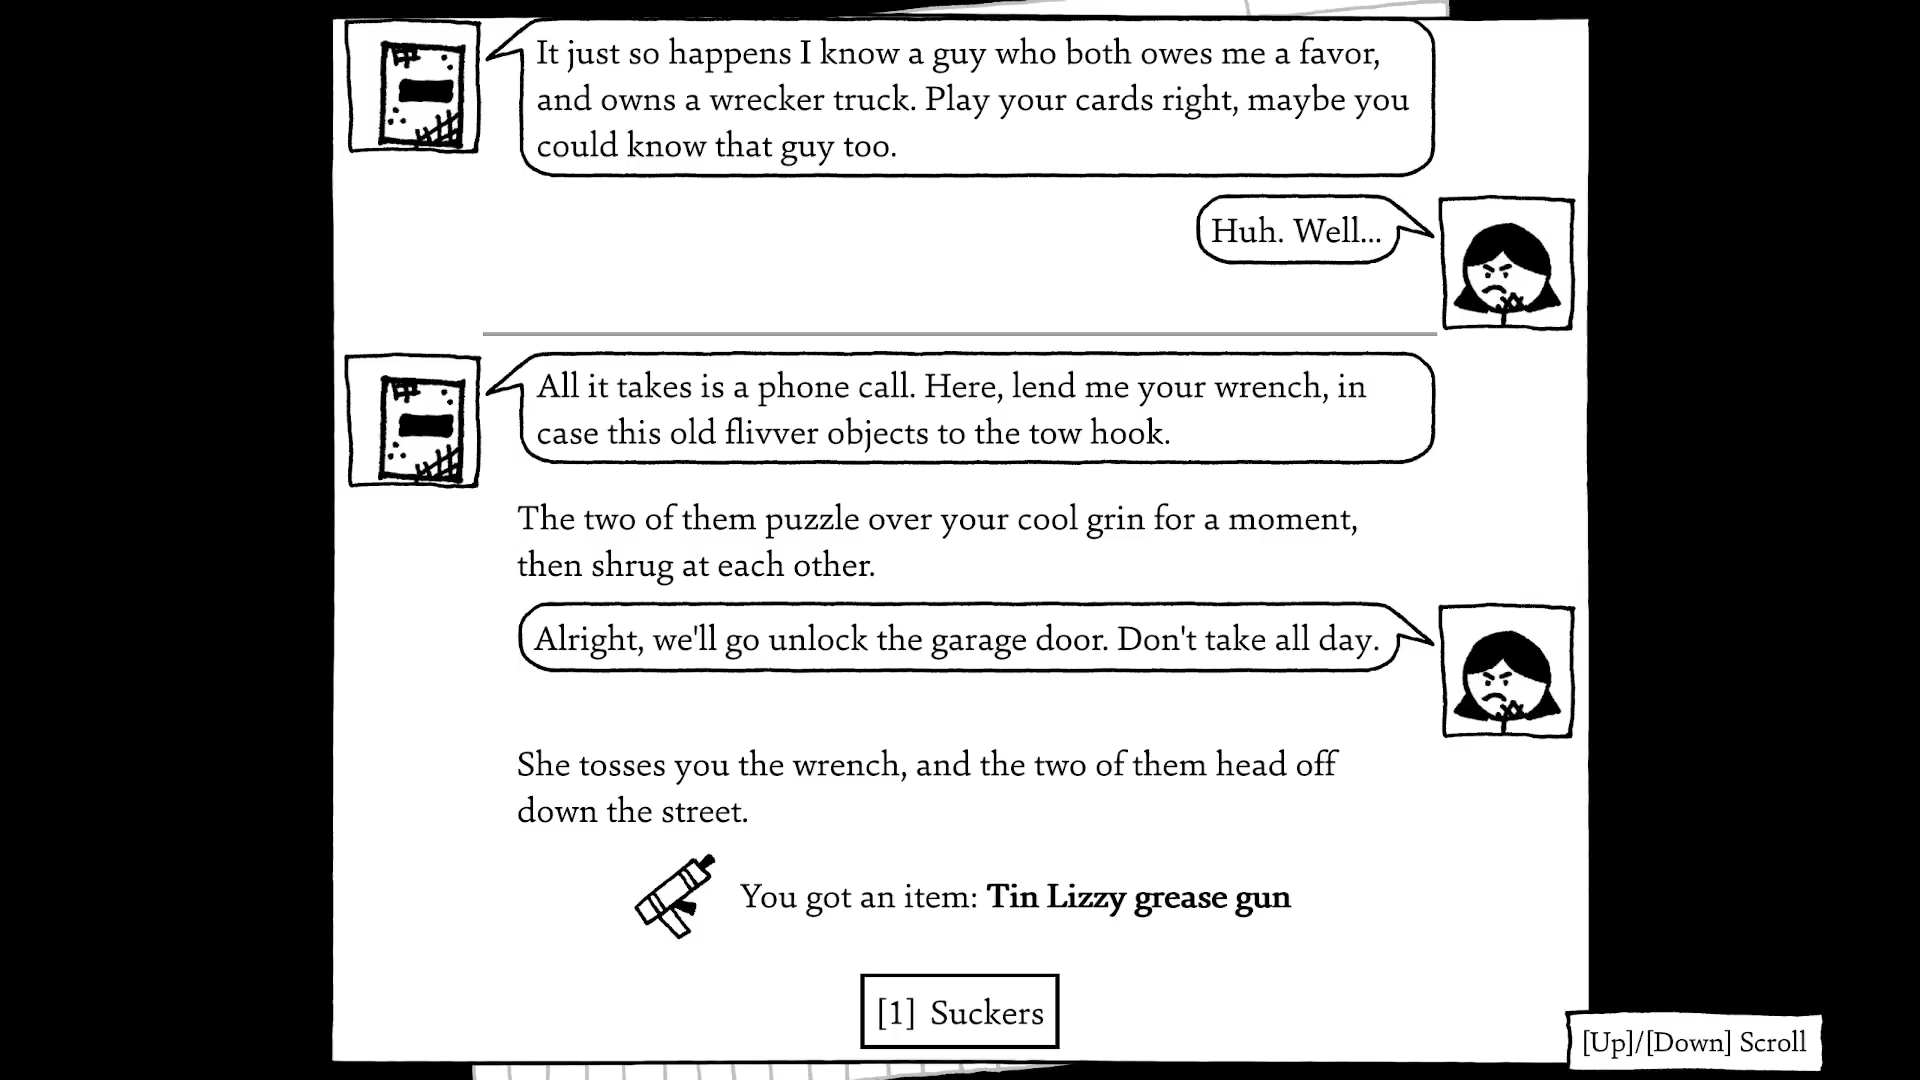 It just so happens I know a guy who both owes me a favor,
and owns a wrecker truck. Play your cards right, maybe you
could know that guy too.
Huh. Well...
All it takes is a phone call. Here, lend me your wrench, in
case this old flivver objects to the tow hook.
The two of them puzzle over your cool grin for a moment,
then shrug at each other.
Alright, we'll go unlock the garage door. Don't take all day.
She tosses you the wrench, and the two of them head off
down the street.
You got an item: Tin Lizzy grease gun
[1] Suckers
[Up]/[Down] Scroll